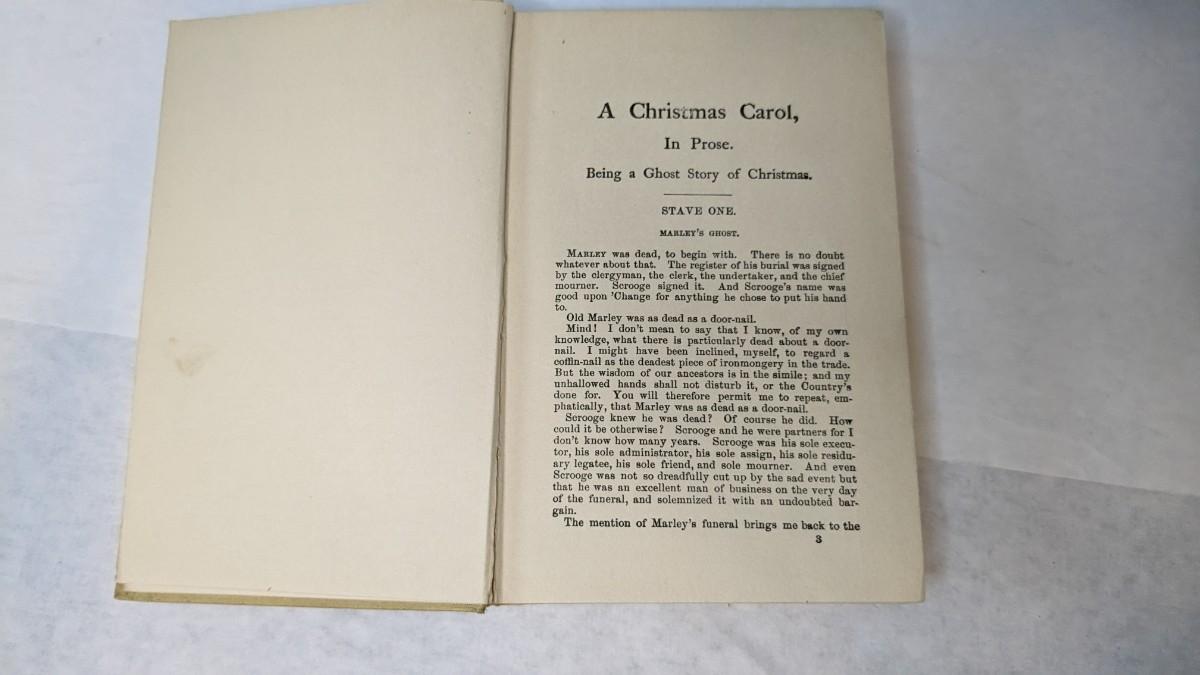 A Christmas Carol,
In Prose.
Being a Ghost Story of Christmas.
STAVE ONE.
MARLEY'S GHOST.
MARLEY was dead, to begin with. There is no doubt
whatever about that. The register of his burial was signed
by the clergyman, the clerk, the undertaker, and the chief
mourner. Scrooge signed it. And Scrooge's name was
good upon 'Change for anything he chose to put his hand
to.
Old Marley was as dead as a door-nail.
Mind! I don't mean to say that I know, of my own
knowledge, what there is particularly dead about a door-
nail. I might have been inclined, myself, to regard a
coffin-nail as the deadest piece of ironmongery in the trade.
But the wisdom of our ancestors is in the simile; and my
unhallowed hands shall not disturb it, or the Country's
done for. You will therefore permit me to repeat, em-
phatically, that Marley was as dead as a door-nail.
Scrooge knew he was dead? Of course he did. How
could it be otherwise? Scrooge and he were partners for I
don't know how many years. Scrooge was his sole execu-
tor, his sole administrator, his sole assign, his sole residu-
ary legatee, his sole friend, and sole mourner. And even
Scrooge was not so dreadfully cut up by the sad event but
that he was an excellent man of business on the very day
of the funeral, and solemnized it with an undoubted bar-
gain.
The mention of Marley's funeral brings me back to the
3